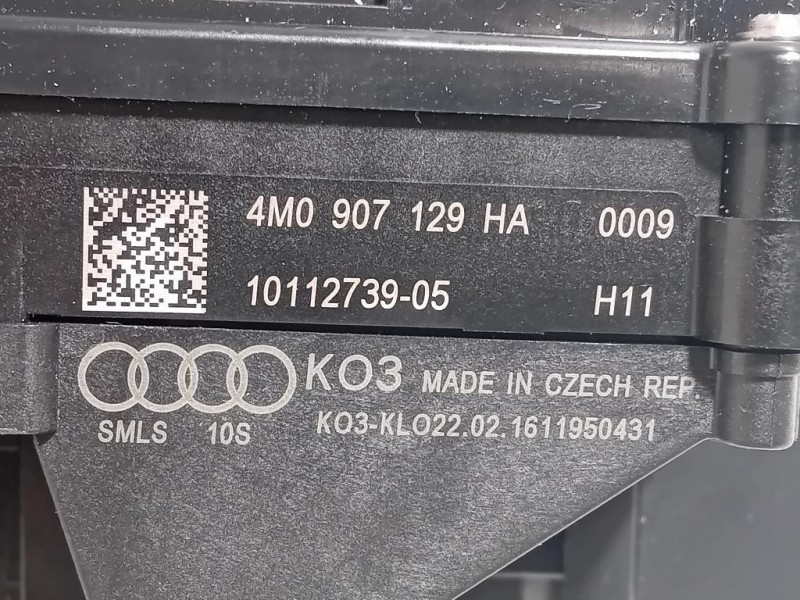 4M0 907 129 HA 0009
10112739-05 H11
KO3 MADE IN CZECH REP.
SMLS 10S KO3-KLO22.02.1611950431